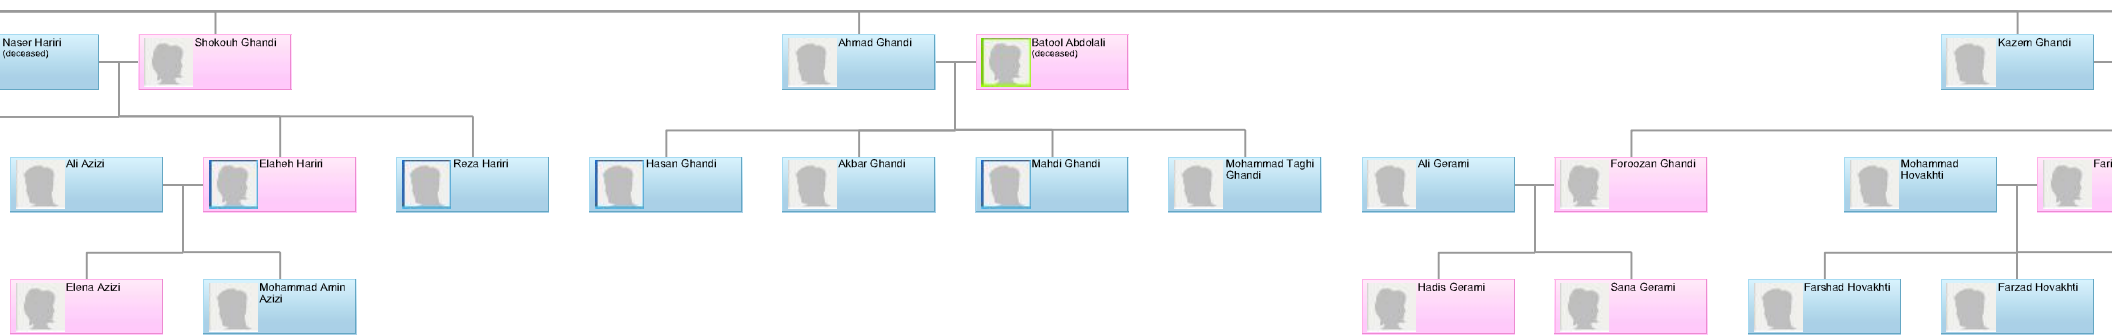 Naser Hariri
(deceased)
Shokouh Ghandi
Ahmad Ghandi
Batool Abdolali
(deceased)
Kazem Ghandi
Ali Azizi
Elaheh Hariri
Reza Hariri
Hasan Ghandi
Akbar Ghandi
Mahdi Ghandi
Mohammad Taghi
Ghandi
Ali Gerami
Foroozan Ghandi
Mohammad
Hovakhti
Fari
Elena Azizi
Mohammad Amin
Azizi
Hadis Gerami
Sana Gerami
Farshad Hovakhti
Farzad Hovakhti